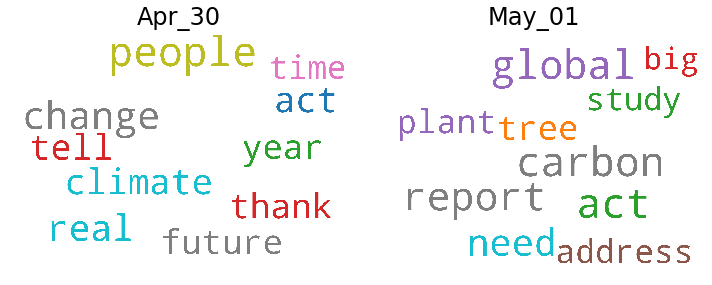 Apr_30
people
time
act
change
tell
year
climate
thank
real
future
May_01
global
big
study
plant
tree
carbon
report
act
need
address